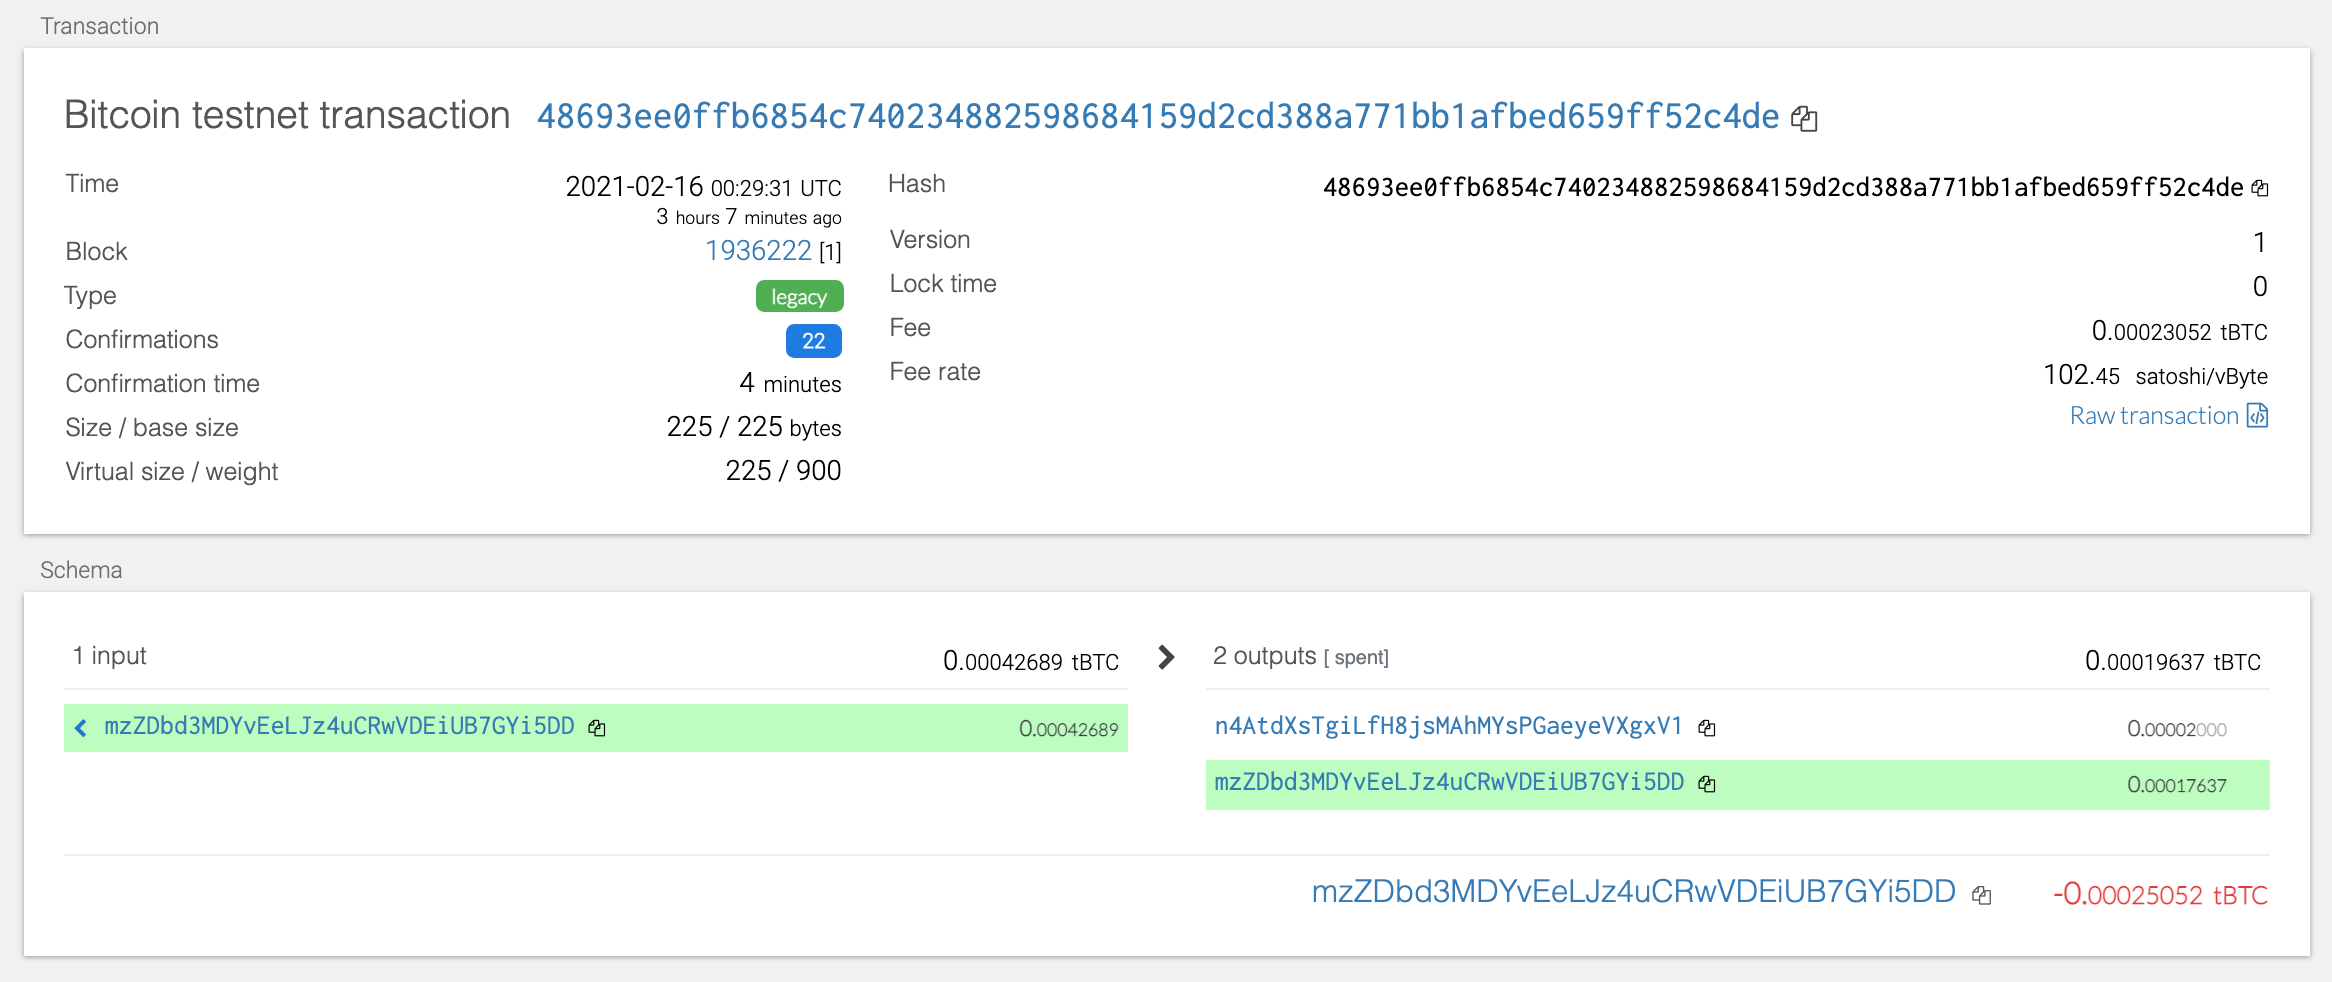 Transaction
Bitcoin testnet transaction 48693ee0ffb6854c740234882598684159d2cd388a771bb1afbed659ff52c4de
Time 2021-02-16 00:29:31 UTC
3 hours 7 minutes ago
Block 1936222 [1]
Type legacy
Confirmations 22
Confirmation time 4 minutes
Size / base size 225 / 225 bytes
Virtual size / weight 225 / 900
Hash 48693ee0ffb6854c740234882598684159d2cd388a771bb1afbed659ff52c4de
Version 1
Lock time 0
Fee 0.00023052 tBTC
Fee rate 102.45 satoshi/vByte
Raw transaction
Schema
1 input 0.00042689 tBTC
mzZDbd3MDYvEeLJz4uCRwVDEiUB7GYi5DD 0.00042689
2 outputs [ spent] 0.00019637 tBTC
n4AtdXsTgiLfH8jsMAhMYsPGaeyeVXgxV1 0.00002000
mzZDbd3MDYvEeLJz4uCRwVDEiUB7GYi5DD 0.00017637
mzZDbd3MDYvEeLJz4uCRwVDEiUB7GYi5DD -0.00025052 tBTC